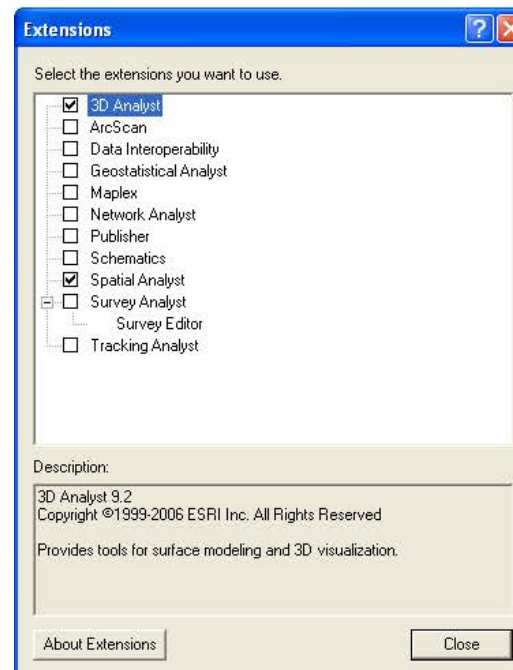 Extensions
Select the extensions you want to use.
3D Analyst
ArcScan
Data Interoperability
Geostatistical Analyst
Maplex
Network Analyst
Publisher
Schematics
Spatial Analyst
Survey Analyst
Survey Editor
Tracking Analyst
Description:
3D Analyst 9.2
Copyright ©1999-2006 ESRI Inc. All Rights Reserved
Provides tools for surface modeling and 3D visualization.
About Extensions Close